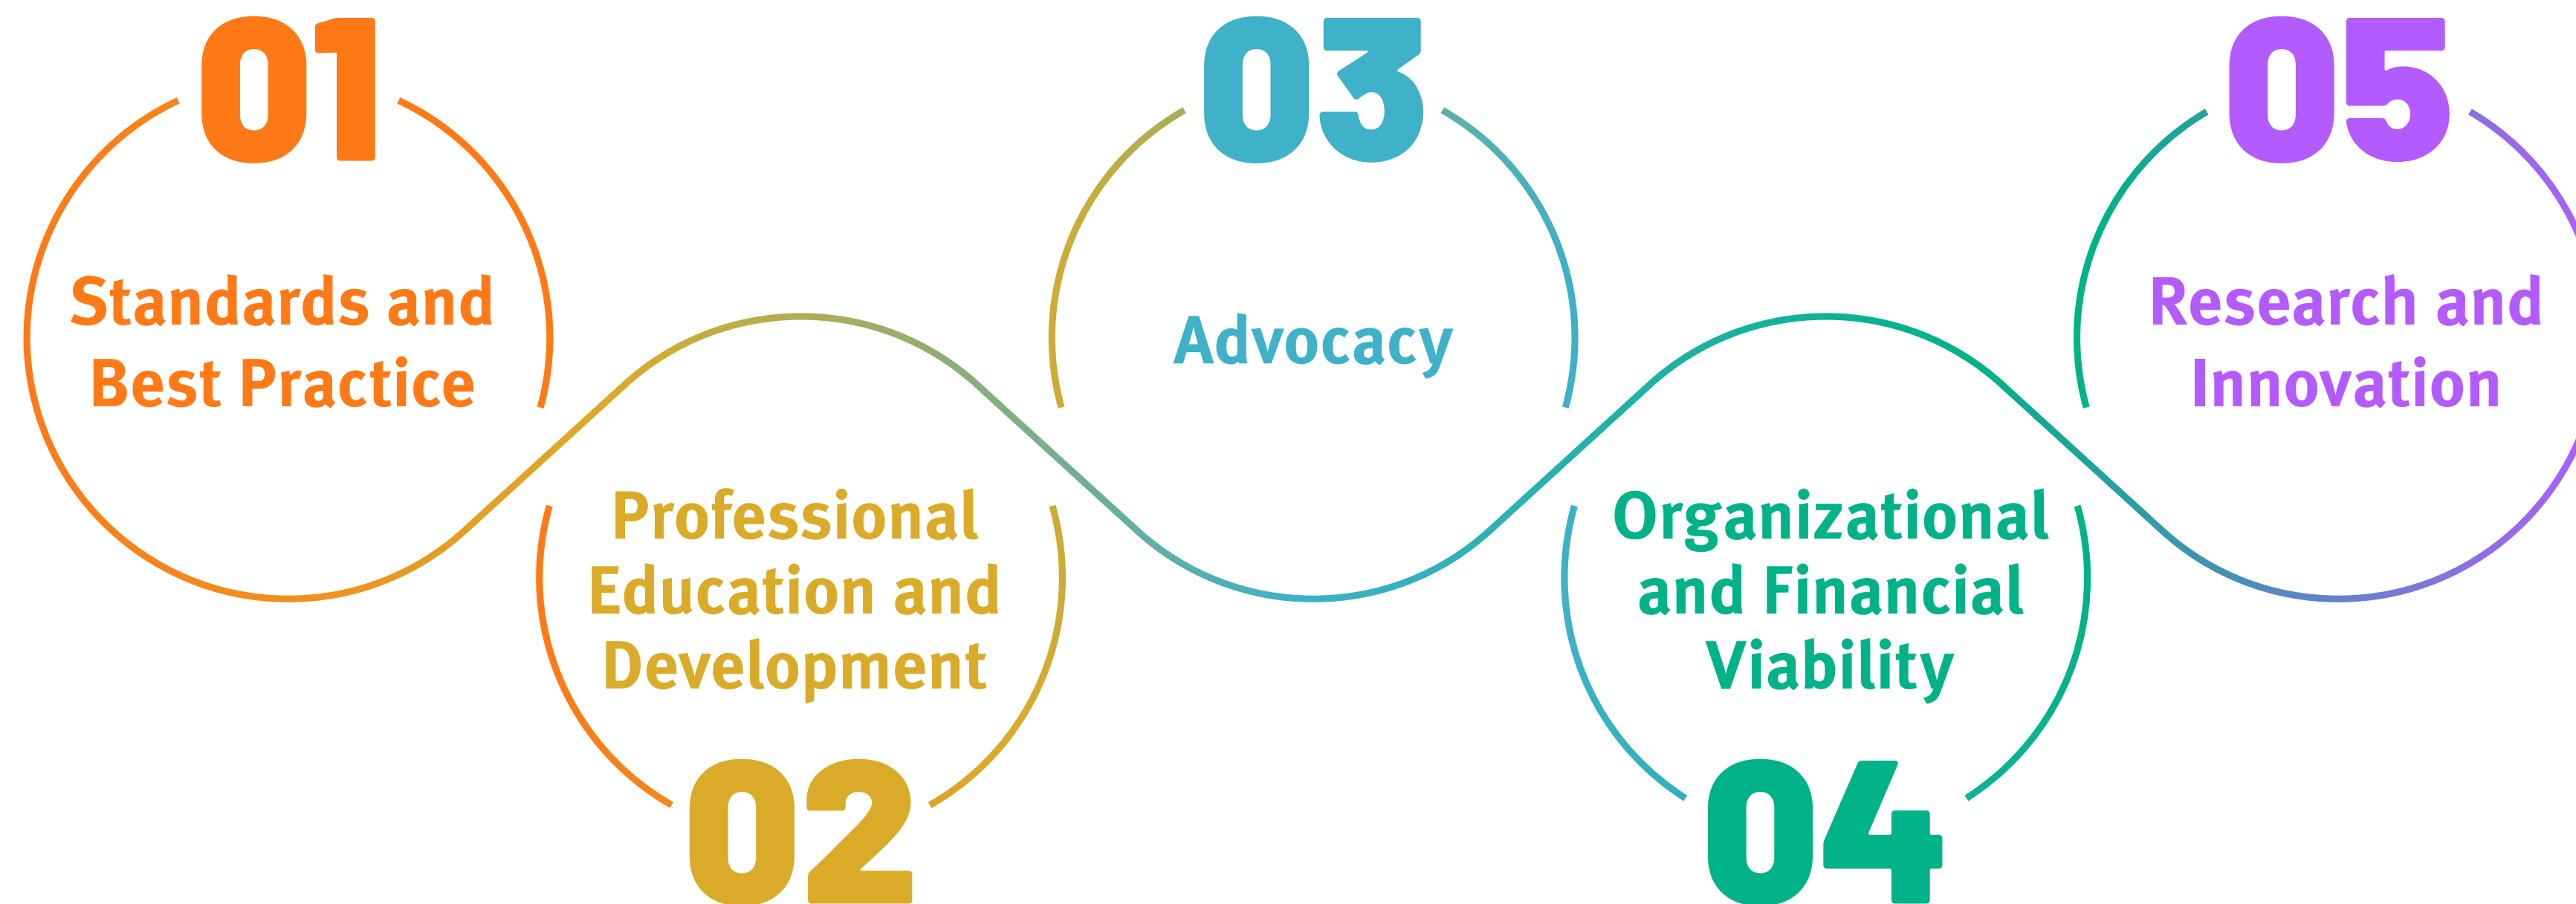 01
Standards and
Best Practice
02
Professional
Education and
Development
03
Advocacy
04
Organizational
and Financial
Viability
05
Research and
Innovation